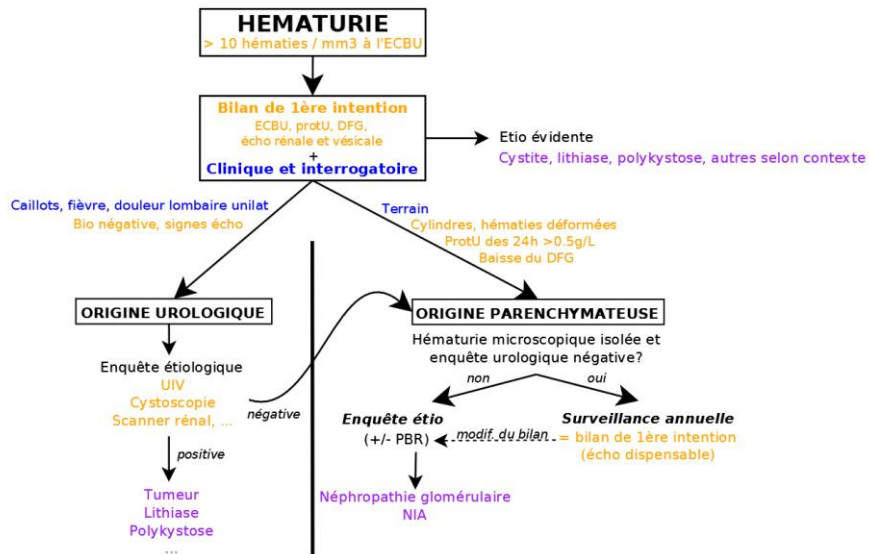 HEMATURIE
> 10 hématies / mm3 à l'ECBU
Bilan de 1ère intention
ECBU, protU, DFG,
écho rénale et vésicale
+
Clinique et interrogatoire
Etio évidente
Cystite, lithiase, polykystose, autres selon contexte
Caillots, fièvre, douleur lombaire unilat
Bio négative, signes écho
Terrain
Cylindres, hématies déformées
ProtU des 24h >0.5g/L
Baisse du DFG
ORIGINE UROLOGIQUE
Enquête étiologique
UIV
Cystoscopie
Scanner rénal, ...
négative
positive
Tumeur
Lithiase
Polykystose
...
ORIGINE PARENCHYMATEUSE
Hématurie microscopique isolée et
enquête urologique négative?
non
oui
Enquête étio
(+/- PBR)
modif. du bilan
Surveillance annuelle
= bilan de 1ère intention
(écho dispensable)
Néphropathie glomérulaire
NIA